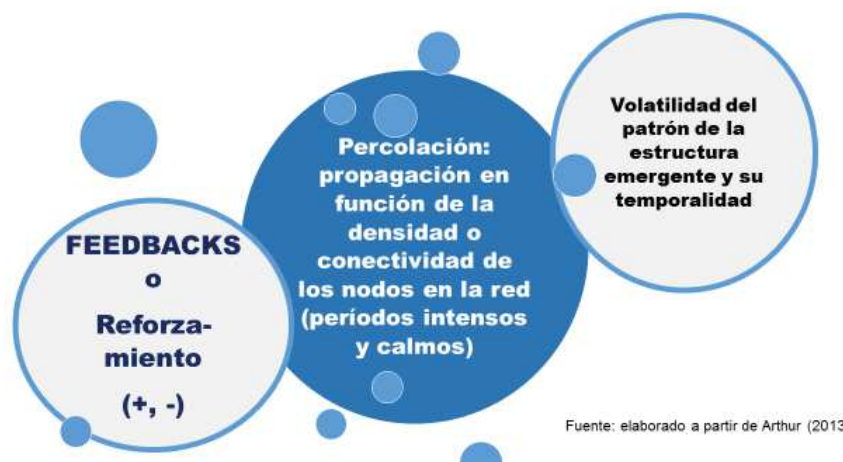 FEEDBACKS
o
Reforza-
miento
(+, -)
Percolación:
propagación en
función de la
densidad o
conectividad de
los nodos en la red
(períodos intensos
y calmos)
Volatilidad del
patrón de la
estructura
emergente y su
temporalidad
Fuente: elaborado a partir de Arthur (2013